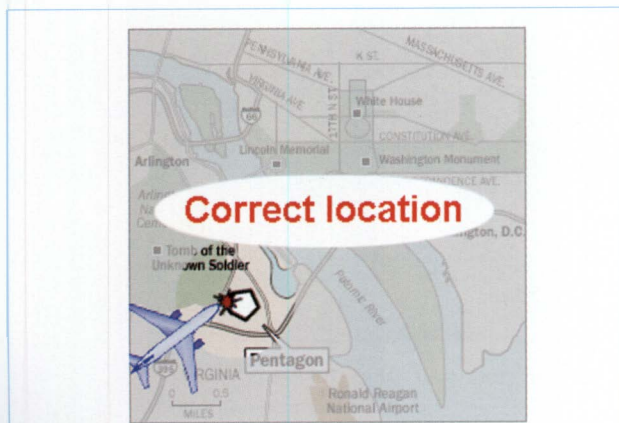 PENNSYLVANIA AVE.
K ST.
MASSACHUSETTS AVE.
VIRGINIA AVE.
66
17TH N ST.
White House
CONSTITUTION AVE.
Lincoln Memorial
Washington Monument
Arlington
Correct location
Tomb of the
Unknown Soldier
Potomac River
Pentagon
MILES
0 0.5
Ronald Reagan
National Airport